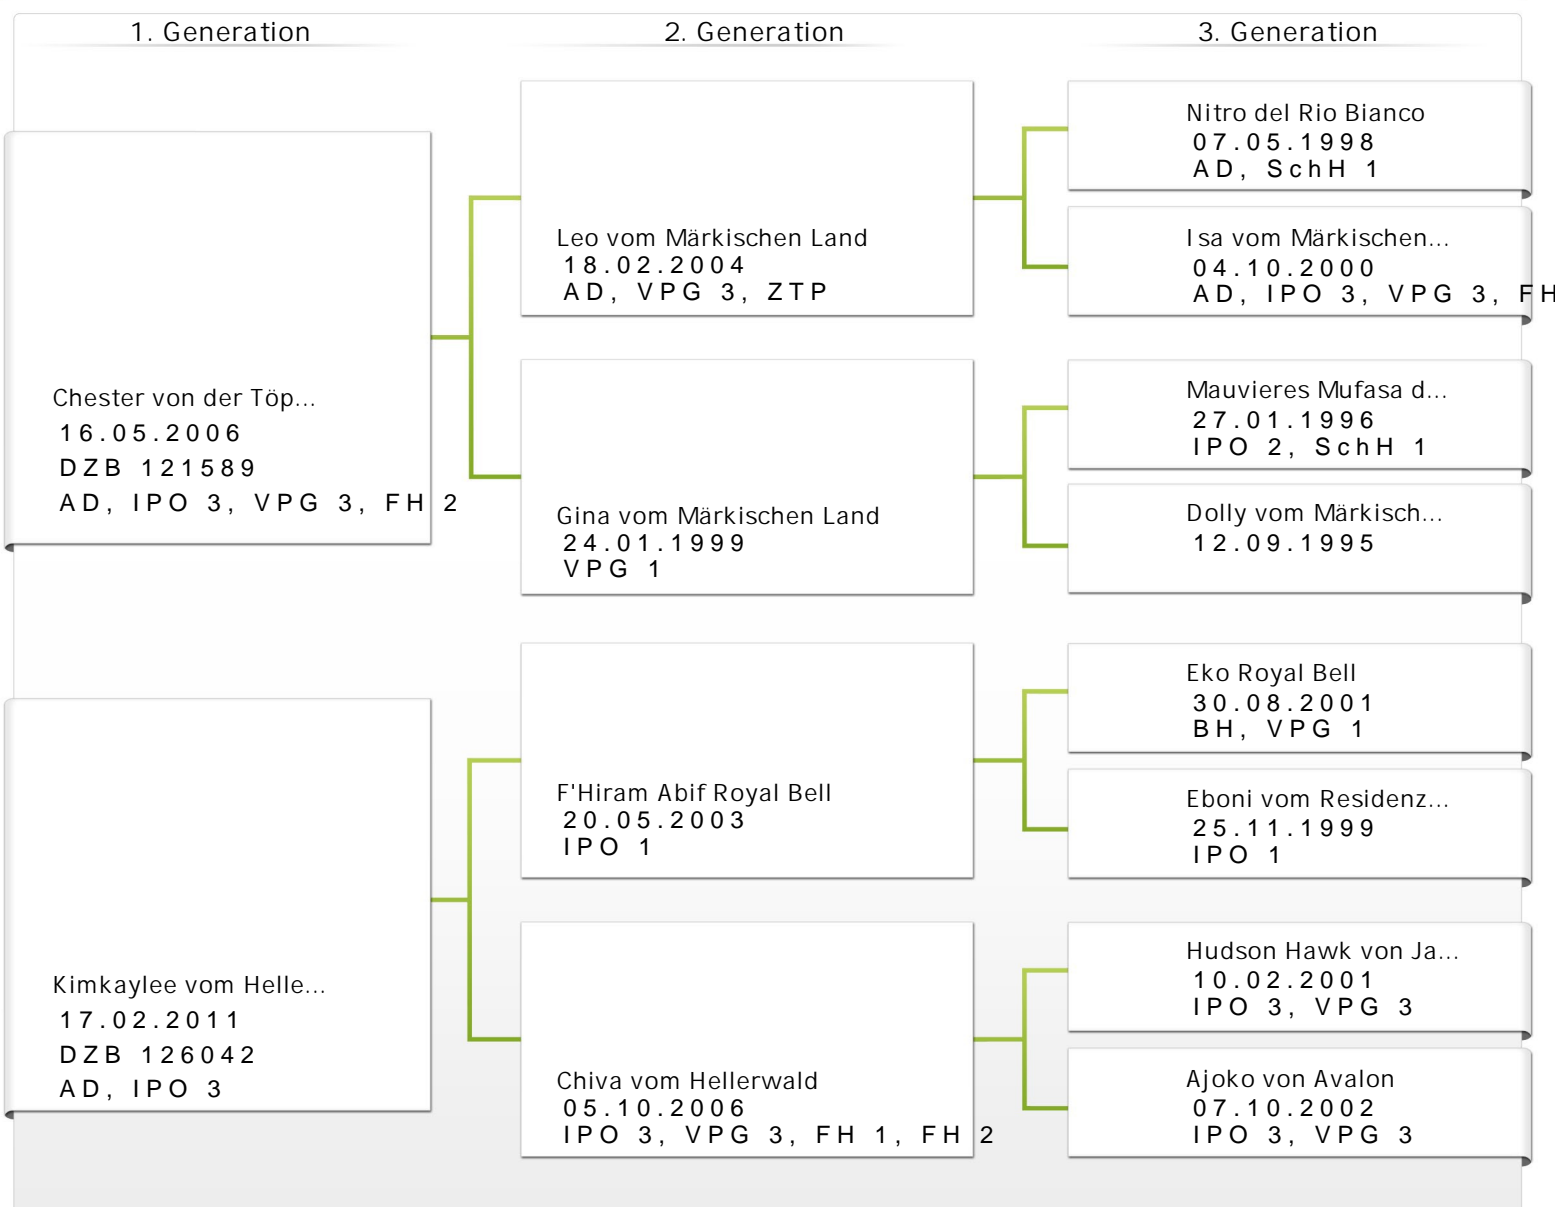 1. Generation
2. Generation
3. Generation
Chester von der Töp...
16.05.2006
DZB 121589
AD, IPO 3, VPG 3, FH 2
Leo vom Märkischen Land
18.02.2004
AD, VPG 3, ZTP
Nitro del Rio Bianco
07.05.1998
AD, SchH 1
Isa vom Märkischen...
04.10.2000
AD, IPO 3, VPG 3, FH
Gina vom Märkischen Land
24.01.1999
VPG 1
Mauvieres Mufasa d...
27.01.1996
IPO 2, SchH 1
Dolly vom Märkisch...
12.09.1995
Kimkaylee vom Helle...
17.02.2011
DZB 126042
AD, IPO 3
F'Hiram Abif Royal Bell
20.05.2003
IPO 1
Eko Royal Bell
30.08.2001
BH, VPG 1
Eboni vom Residenz...
25.11.1999
IPO 1
Chiva vom Hellerwald
05.10.2006
IPO 3, VPG 3, FH 1, FH 2
Hudson Hawk von Ja...
10.02.2001
IPO 3, VPG 3
Ajoko von Avalon
07.10.2002
IPO 3, VPG 3